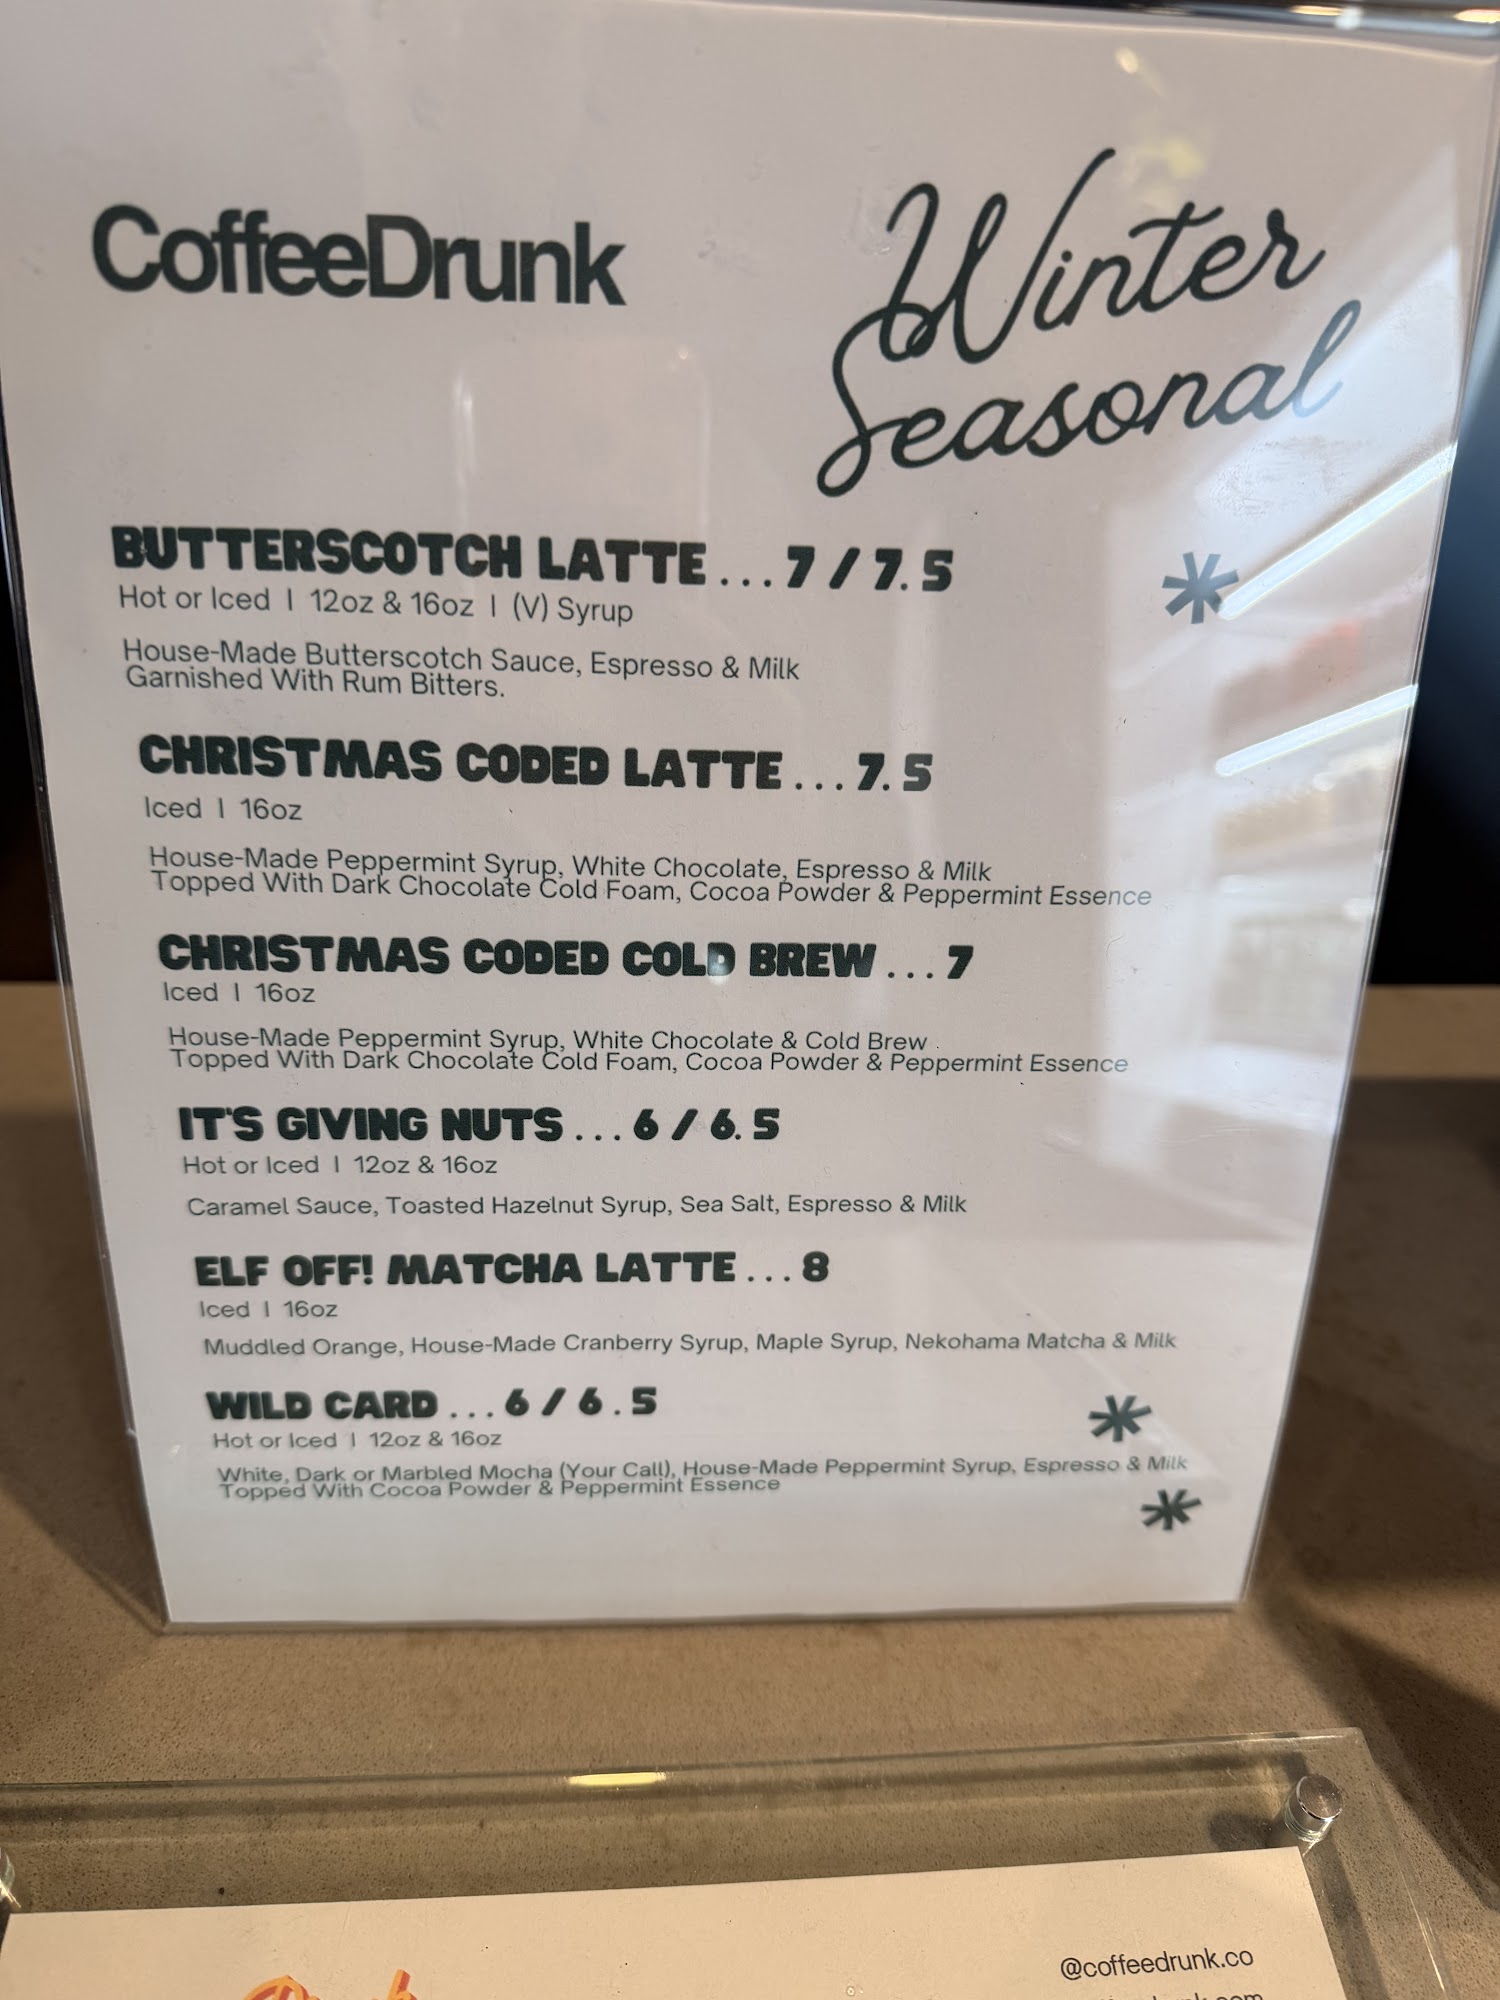 CoffeeDrunk
Winter
Seasonal
BUTTERSCOTCH LATTE...7 / 7.5
Hot or Iced | 12oz & 16oz | (V) Syrup
House-Made Butterscotch Sauce, Espresso & Milk
Garnished With Rum Bitters.
CHRISTMAS CODED LATTE...7.5
Iced | 16oz
House-Made Peppermint Syrup, White Chocolate, Espresso & Milk
Topped With Dark Chocolate Cold Foam, Cocoa Powder & Peppermint Essence
CHRISTMAS CODED COLD BREW...7
Iced | 16oz
House-Made Peppermint Syrup, White Chocolate & Cold Brew
Topped With Dark Chocolate Cold Foam, Cocoa Powder & Peppermint Essence
IT'S GIVING NUTS...6 / 6.5
Hot or Iced | 12oz & 16oz
Caramel Sauce, Toasted Hazelnut Syrup, Sea Salt, Espresso & Milk
ELF OFF! MATCHA LATTE...8
Iced | 16oz
Muddled Orange, House-Made Cranberry Syrup, Maple Syrup, Nekohama Matcha & Milk
WILD CARD...6 / 6.5
Hot or Iced | 12oz & 16oz
White, Dark or Marbled Mocha (Your Call), House-Made Peppermint Syrup, Espresso & Milk
Topped With Cocoa Powder & Peppermint Essence
@coffeedrunk.co